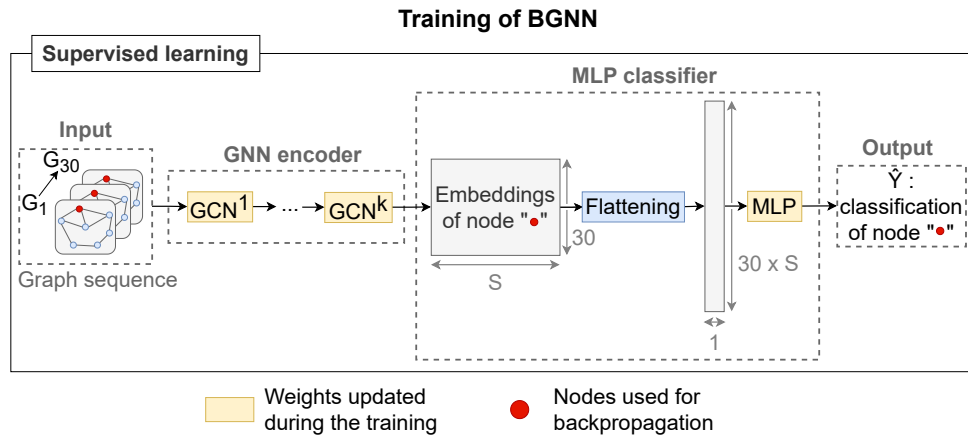 Training of BGNN
Supervised learning
MLP classifier
Input
G1
G30
Graph sequence
GNN encoder
GCN1
...
GCNk
Embeddings
of node "●"
30
S
Flattening
30 x S
1
MLP
Output
Ŷ :
classification
of node "●"
Weights updated
during the training
Nodes used for
backpropagation